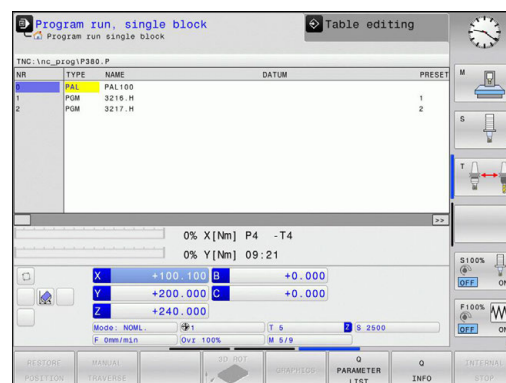 Program run, single block
Table editing
Program run single block
TNC:\nc_prog\P380.P
NR TYPE NAME DATUM PRESET
0 PAL PAL100
1 PGM 3216.H 1
2 PGM 3217.H 2
>>
0% X[Nm] P4 -T4
0% Y[Nm] 09:21
X +100.100 B +0.000
Y +200.000 C +0.000
Z +240.000
Mode: NOML. 1 T 5 Z S 2500
F 0mm/min Ovr 100% M 5/9
M
S
T
S100%
OFF ON
F100%
OFF ON
RESTORE POSITION
MANUAL TRAVERSE
3D ROT
GRAPHICS
Q PARAMETER LIST
Q INFO
INTERNAL STOP